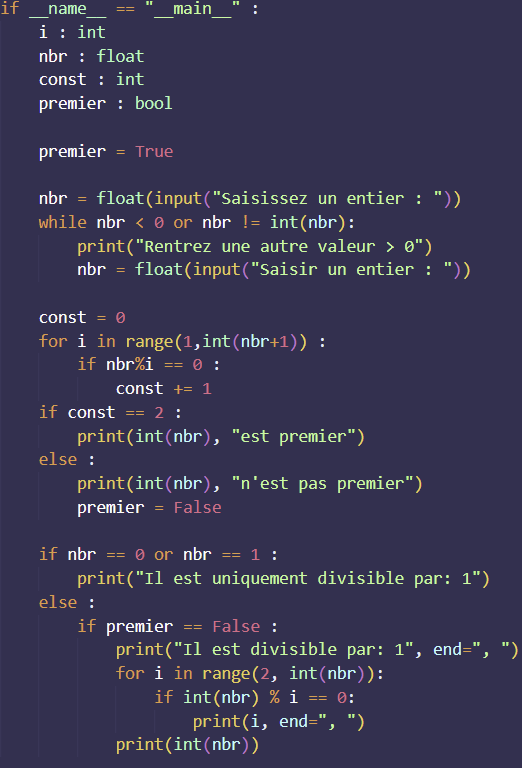 if __name__ == "__main__" :
    i : int
    nbr : float
    const : int
    premier : bool

    premier = True

    nbr = float(input("Saisissez un entier : "))
    while nbr < 0 or nbr != int(nbr):
        print("Rentrez une autre valeur > 0")
        nbr = float(input("Saisir un entier : "))

    const = 0
    for i in range(1,int(nbr+1)) :
        if nbr%i == 0 :
            const += 1
    if const == 2 :
        print(int(nbr), "est premier")
    else :
        print(int(nbr), "n'est pas premier")
        premier = False

    if nbr == 0 or nbr == 1 :
        print("Il est uniquement divisible par: 1")
    else :
        if premier == False :
            print("Il est divisible par: 1", end=", ")
            for i in range(2, int(nbr)):
                if int(nbr) % i == 0:
                    print(i, end=", ")
            print(int(nbr))